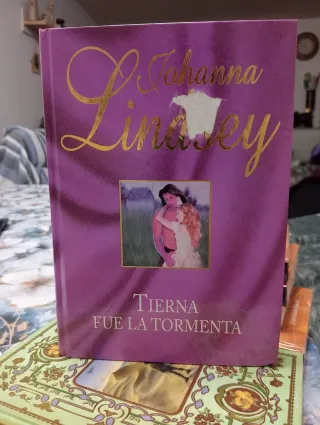 Johanna
Lindsey
TIERNA
FUE LA TORMENTA